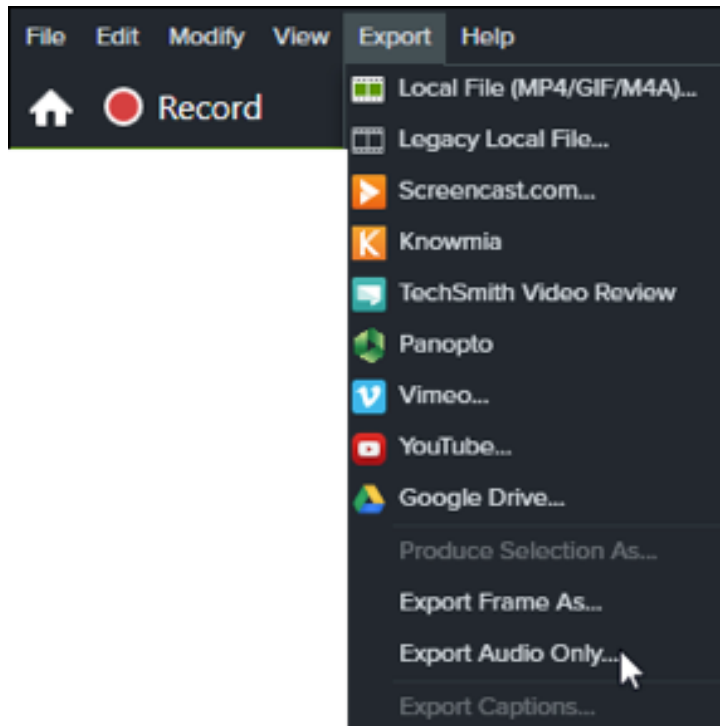 File Edit Modify View Export Help
Record
Local File (MP4/GIF/M4A)...
Legacy Local File...
Screencast.com...
Knowmia
TechSmith Video Review
Panopto
Vimeo...
YouTube...
Google Drive...
Produce Selection As...
Export Frame As...
Export Audio Only...
Export Captions...